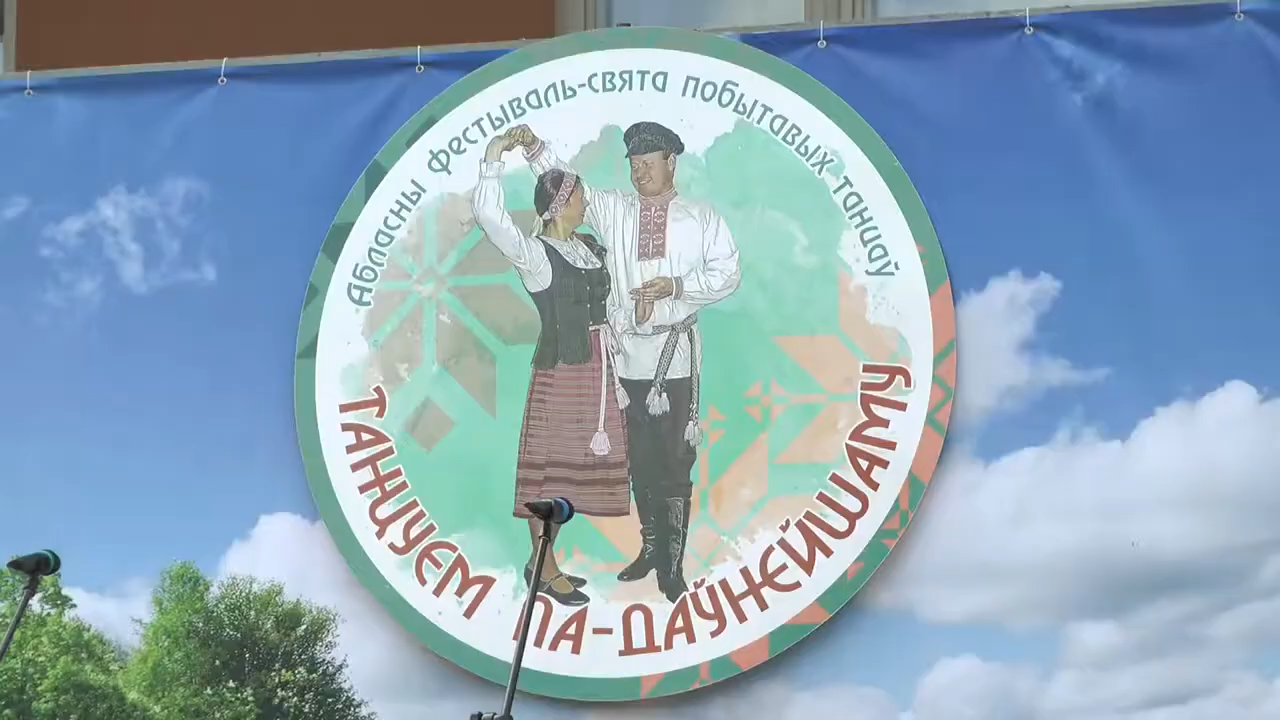 Абласны фестываль-свята побытавых танцаў
ТАНЦУЕМ ПА-ДАЎНЕЙШАМУ